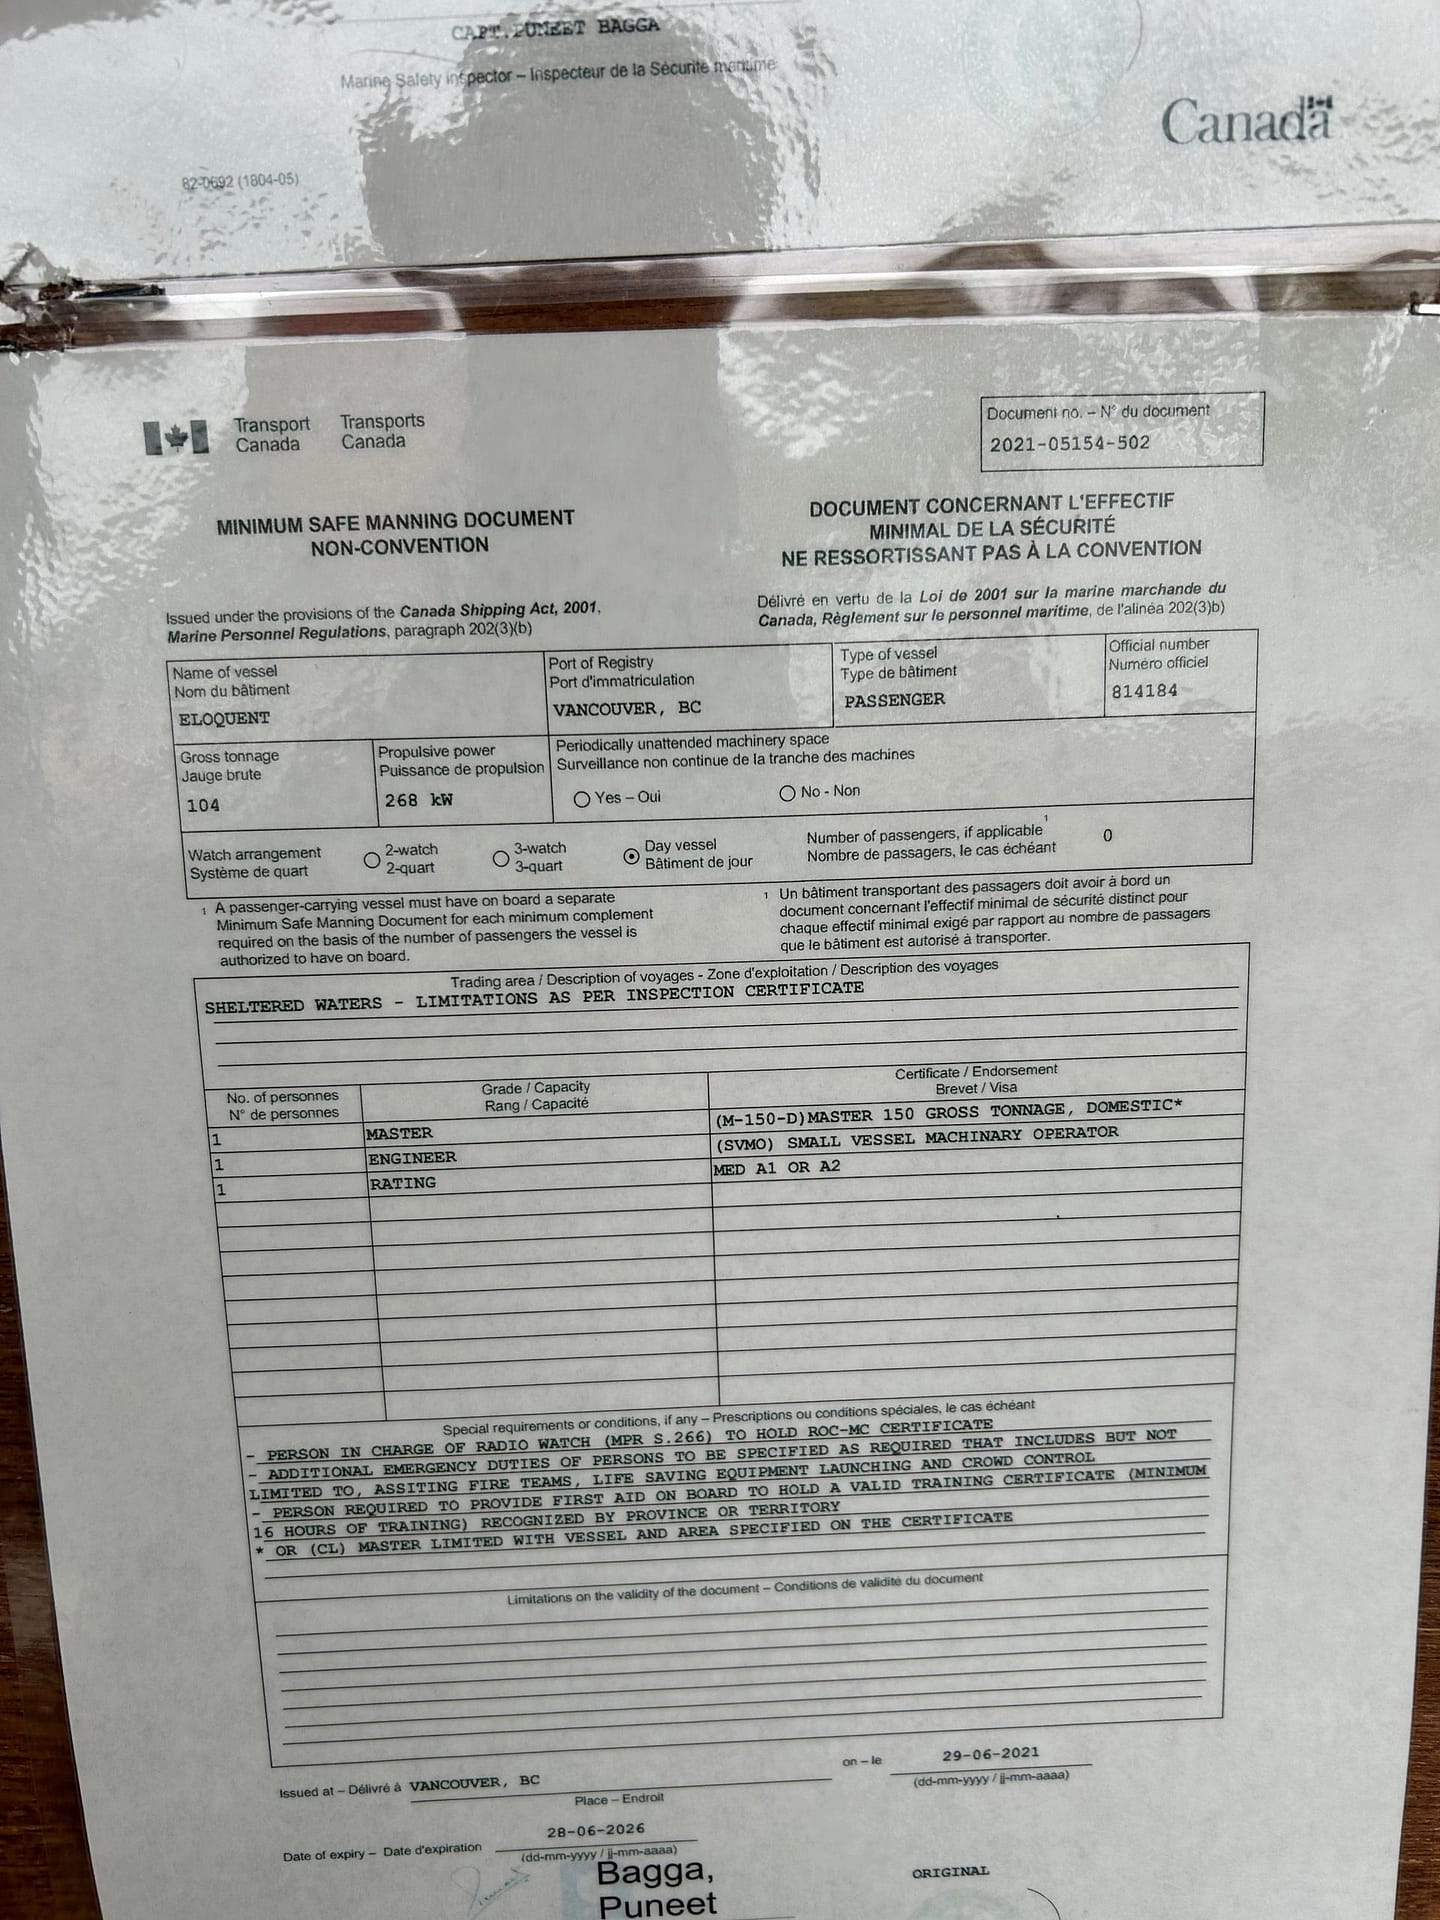 CAPT. PUNEET BAGGA
Marine Safety Inspector – Inspecteur de la Sécurité maritime
Canada
82-0692 (1804-05)
Transport Canada
Transports Canada
Document no. – N° du document
2021-05154-502
MINIMUM SAFE MANNING DOCUMENT
NON-CONVENTION
DOCUMENT CONCERNANT L'EFFECTIF
MINIMAL DE LA SÉCURITÉ
NE RESSORTISSANT PAS À LA CONVENTION
Issued under the provisions of the Canada Shipping Act, 2001,
Marine Personnel Regulations, paragraph 202(3)(b)
Délivré en vertu de la Loi de 2001 sur la marine marchande du
Canada, Règlement sur le personnel maritime, de l'alinéa 202(3)b)
Name of vessel
Nom du bâtiment
ELOQUENT
Port of Registry
Port d'immatriculation
VANCOUVER, BC
Type of vessel
Type de bâtiment
PASSENGER
Official number
Numéro officiel
814184
Gross tonnage
Jauge brute
104
Propulsive power
Puissance de propulsion
268 kW
Periodically unattended machinery space
Surveillance non continue de la tranche des machines
Yes – Oui
No - Non
Watch arrangement
Système de quart
2-watch
2-quart
3-watch
3-quart
Day vessel
Bâtiment de jour
Number of passengers, if applicable 1
Nombre de passagers, le cas échéant
0
1 A passenger-carrying vessel must have on board a separate
Minimum Safe Manning Document for each minimum complement
required on the basis of the number of passengers the vessel is
authorized to have on board.
1 Un bâtiment transportant des passagers doit avoir à bord un
document concernant l'effectif minimal de sécurité distinct pour
chaque effectif minimal exigé par rapport au nombre de passagers
que le bâtiment est autorisé à transporter.
Trading area / Description of voyages - Zone d'exploitation / Description des voyages
SHELTERED WATERS - LIMITATIONS AS PER INSPECTION CERTIFICATE
No. of personnes
N° de personnes
Grade / Capacity
Rang / Capacité
Certificate / Endorsement
Brevet / Visa
1 MASTER (M-150-D)MASTER 150 GROSS TONNAGE, DOMESTIC*
1 ENGINEER (SVMO) SMALL VESSEL MACHINARY OPERATOR
1 RATING MED A1 OR A2
Special requirements or conditions, if any – Prescriptions ou conditions spéciales, le cas échéant
- PERSON IN CHARGE OF RADIO WATCH (MPR S.266) TO HOLD ROC-MC CERTIFICATE
- ADDITIONAL EMERGENCY DUTIES OF PERSONS TO BE SPECIFIED AS REQUIRED THAT INCLUDES BUT NOT
LIMITED TO, ASSITING FIRE TEAMS, LIFE SAVING EQUIPMENT LAUNCHING AND CROWD CONTROL
- PERSON REQUIRED TO PROVIDE FIRST AID ON BOARD TO HOLD A VALID TRAINING CERTIFICATE (MINIMUM
16 HOURS OF TRAINING) RECOGNIZED BY PROVINCE OR TERRITORY
* OR (CL) MASTER LIMITED WITH VESSEL AND AREA SPECIFIED ON THE CERTIFICATE
Limitations on the validity of the document – Conditions de validité du document
Issued at – Délivré à VANCOUVER, BC
Place – Endroit
on – le 29-06-2021
(dd-mm-yyyy / jj-mm-aaaa)
Date of expiry – Date d'expiration 28-06-2026
(dd-mm-yyyy / jj-mm-aaaa)
Bagga,
Puneet
ORIGINAL